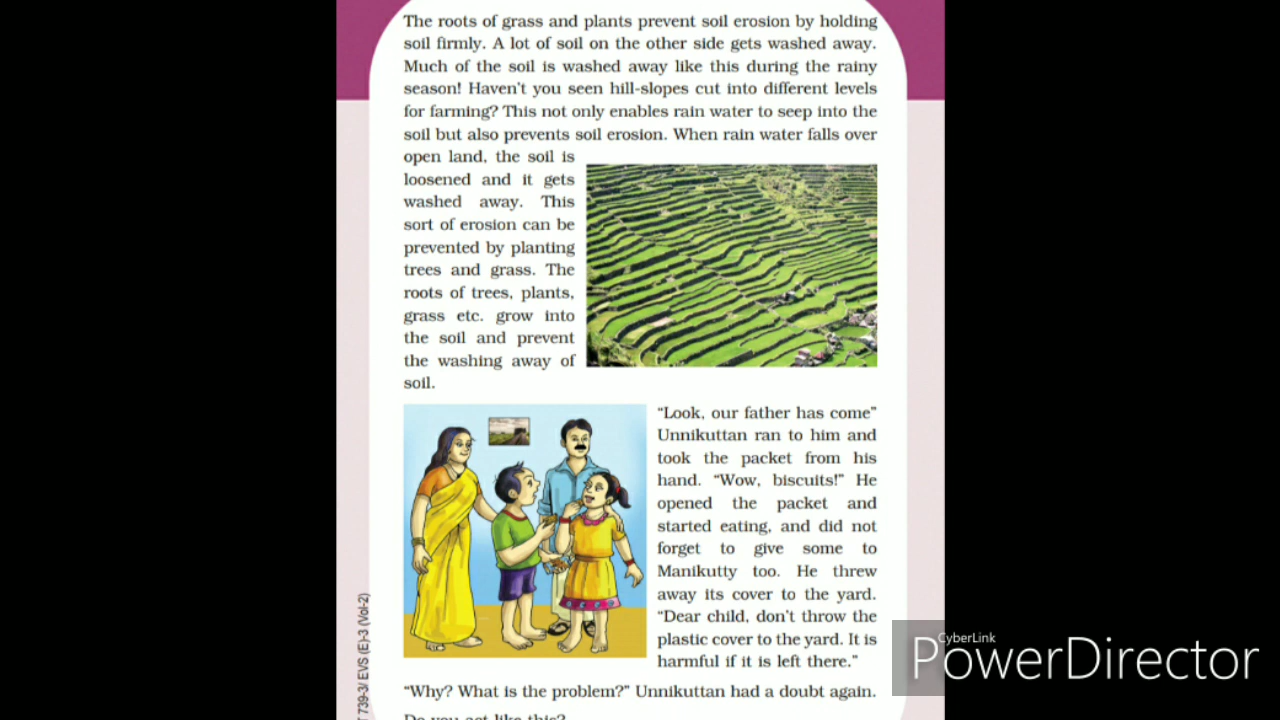 The roots of grass and plants prevent soil erosion by holding
soil firmly. A lot of soil on the other side gets washed away.
Much of the soil is washed away like this during the rainy
season! Haven't you seen hill-slopes cut into different levels
for farming? This not only enables rain water to seep into the
soil but also prevents soil erosion. When rain water falls over
open land, the soil is
loosened and it gets
washed away. This
sort of erosion can be
prevented by planting
trees and grass. The
roots of trees, plants,
grass etc. grow into
the soil and prevent
the washing away of
soil.
“Look, our father has come”
Unnikuttan ran to him and
took the packet from his
hand. “Wow, biscuits!” He
opened the packet and
started eating, and did not
forget to give some to
Manikutty too. He threw
away its cover to the yard.
“Dear child, don't throw the
plastic cover to the yard. It is
harmful if it is left there.”
“Why? What is the problem?” Unnikuttan had a doubt again.
Do you act like this?
T 739-3/ EVS (E)-3 (Vol-2)
CyberLink
PowerDirector